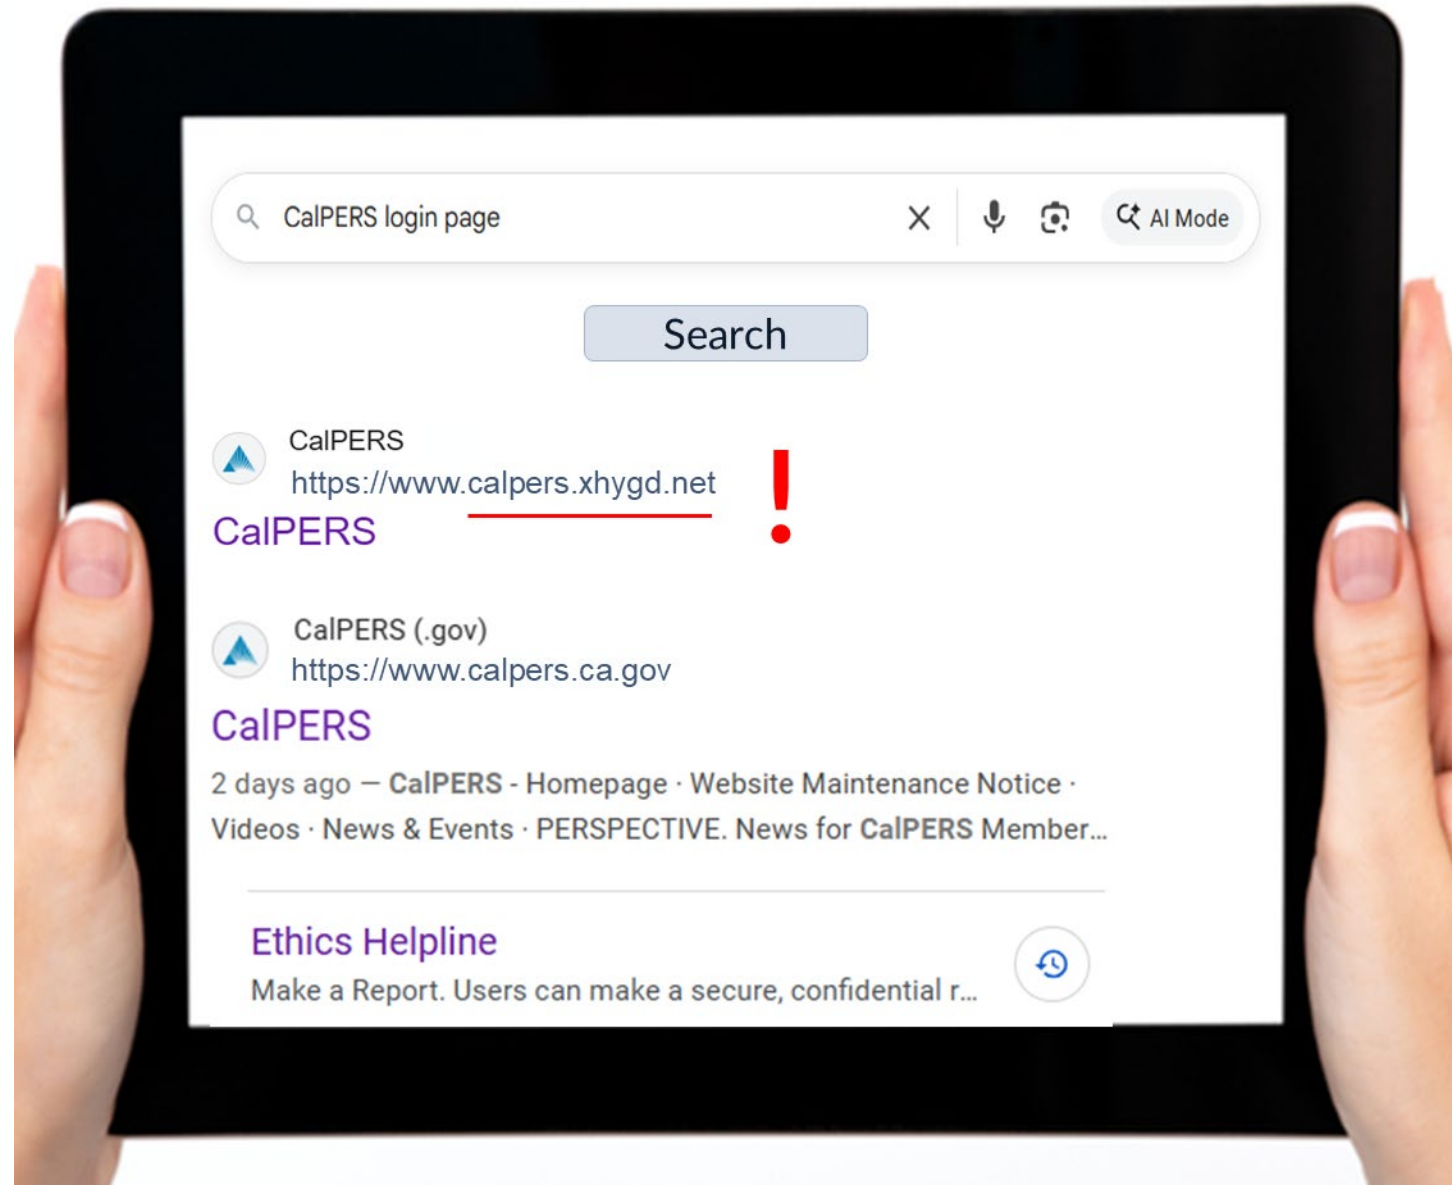 CalPERS login page
AI Mode
Search
CalPERS
https://www.calpers.xhygd.net
!
CalPERS
CalPERS (.gov)
https://www.calpers.ca.gov
CalPERS
2 days ago — CalPERS - Homepage · Website Maintenance Notice ·
Videos · News & Events · PERSPECTIVE. News for CalPERS Member...
Ethics Helpline
Make a Report. Users can make a secure, confidential r...